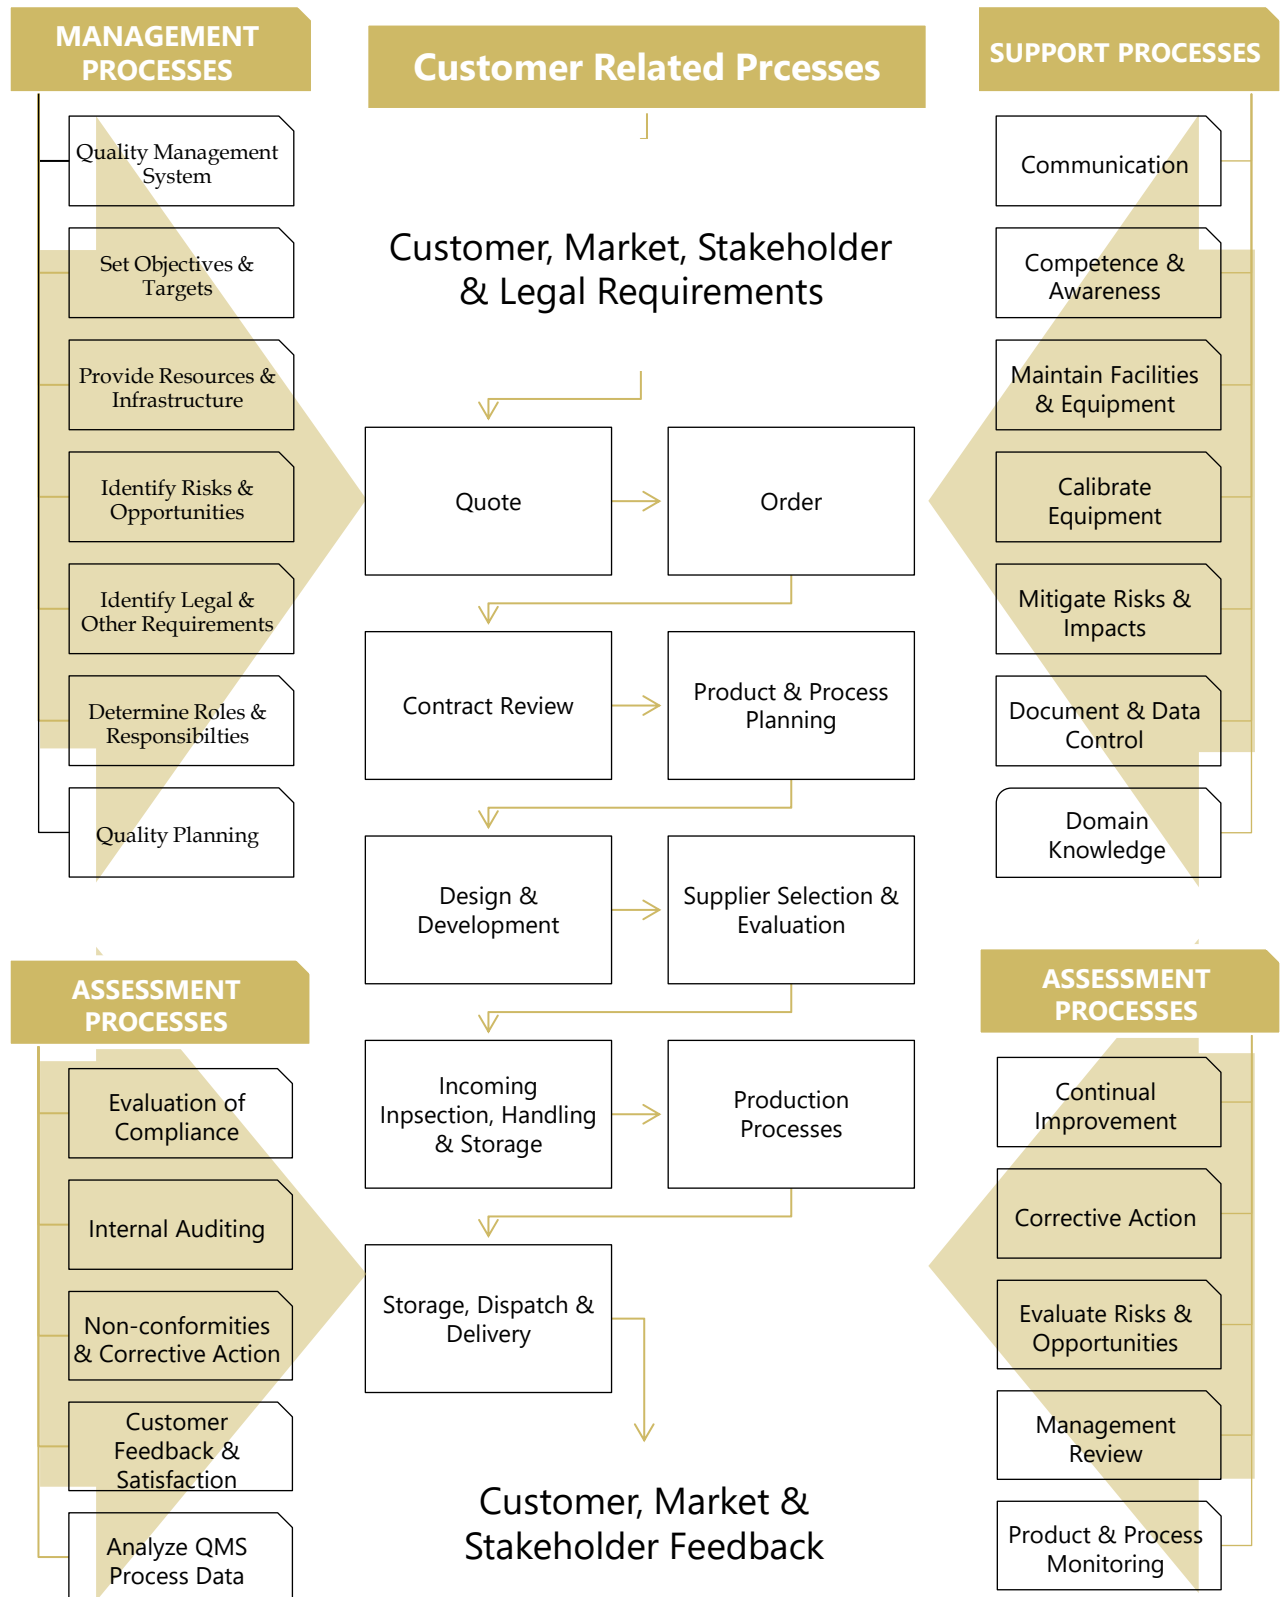 MANAGEMENT
PROCESSES
Quality Management
System
Set Objectives &
Targets
Provide Resources &
Infrastructure
Identify Risks &
Opportunities
Identify Legal &
Other Requirements
Determine Roles &
Responsibilties
Quality Planning
Customer Related Prcesses
Customer, Market, Stakeholder
& Legal Requirements
Quote
Order
Contract Review
Product & Process
Planning
Design &
Development
Supplier Selection &
Evaluation
Incoming
Inpsection, Handling
& Storage
Production
Processes
Storage, Dispatch &
Delivery
Customer, Market &
Stakeholder Feedback
SUPPORT PROCESSES
Communication
Competence &
Awareness
Maintain Facilities
& Equipment
Calibrate
Equipment
Mitigate Risks &
Impacts
Document & Data
Control
Domain
Knowledge
ASSESSMENT
PROCESSES
Evaluation of
Compliance
Internal Auditing
Non-conformities
& Corrective Action
Customer
Feedback &
Satisfaction
Analyze QMS
Process Data
ASSESSMENT
PROCESSES
Continual
Improvement
Corrective Action
Evaluate Risks &
Opportunities
Management
Review
Product & Process
Monitoring